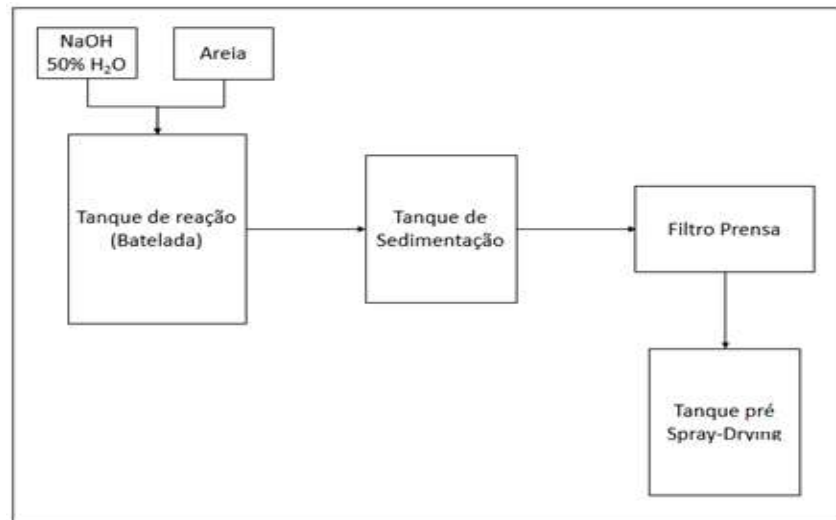 NaOH
50% H₂O
Areia
Tanque de reação
(Batelada)
Tanque de
Sedimentação
Filtro Prensa
Tanque pré
Spray-Drying